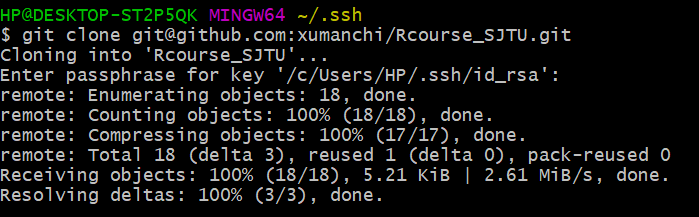 HP@DESKTOP-ST2P5QK MINGW64 ~/.ssh
$ git clone git@github.com:xumanchi/Rcourse_SJTU.git
Cloning into 'Rcourse_SJTU'...
Enter passphrase for key '/c/Users/HP/.ssh/id_rsa':
remote: Enumerating objects: 18, done.
remote: Counting objects: 100% (18/18), done.
remote: Compressing objects: 100% (17/17), done.
remote: Total 18 (delta 3), reused 1 (delta 0), pack-reused 0
Receiving objects: 100% (18/18), 5.21 KiB | 2.61 MiB/s, done.
Resolving deltas: 100% (3/3), done.